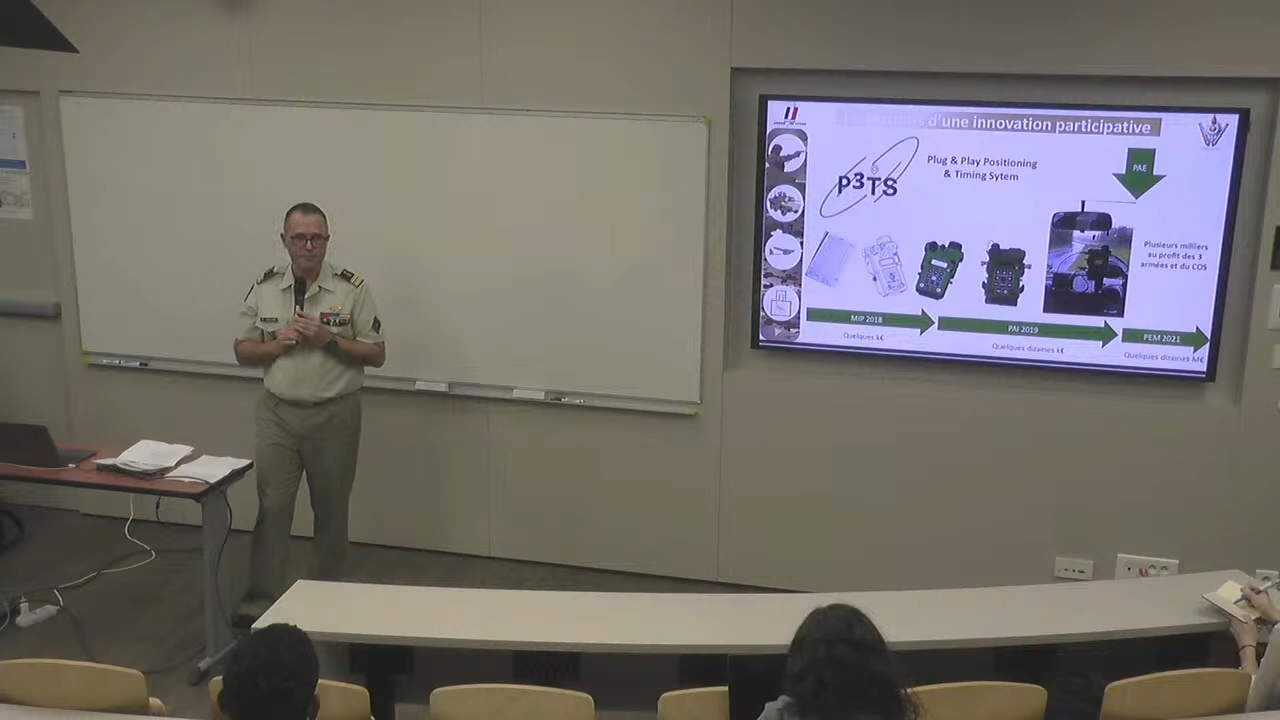 d'une innovation participative
P3TS
Plug & Play Positioning
& Timing Sytem
PAE
Plusieurs milliers
au profit des 3
armées et du COS
MIP 2018
PAI 2019
PEM 2021
Quelques k€
Quelques dizaines k€
Quelques dizaines M€